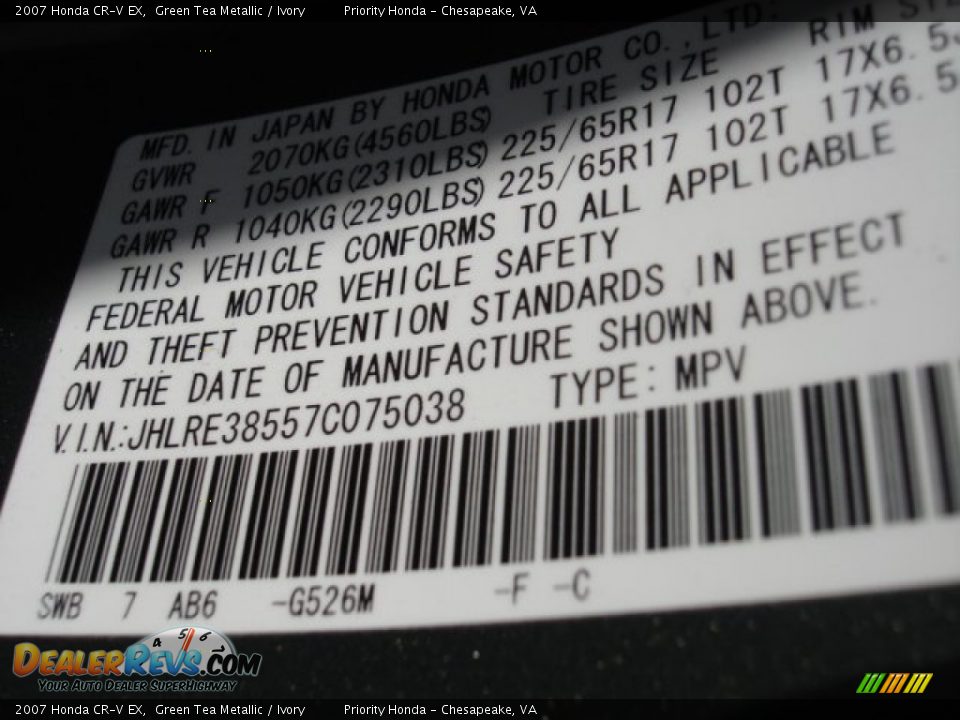 2007 Honda CR-V EX, Green Tea Metallic / Ivory Priority Honda - Chesapeake, VA
MFD. IN JAPAN BY HONDA MOTOR CO., LTD.
GVWR 2070KG(4560LBS) TIRE SIZE RIM SIZE
GAWR F 1050KG(2310LBS) 225/65R17 102T 17X6.5J
GAWR R 1040KG(2290LBS) 225/65R17 102T 17X6.5
THIS VEHICLE CONFORMS TO ALL APPLICABLE
FEDERAL MOTOR VEHICLE SAFETY
AND THEFT PREVENTION STANDARDS IN EFFECT
ON THE DATE OF MANUFACTURE SHOWN ABOVE.
V.I.N.:JHLRE38557C075038 TYPE: MPV
SWB 7 AB6 -G526M -F -C
4 5 6
DEALERREVS.COM
YOUR AUTO DEALER SUPERHIGHWAY
2007 Honda CR-V EX, Green Tea Metallic / Ivory Priority Honda - Chesapeake, VA